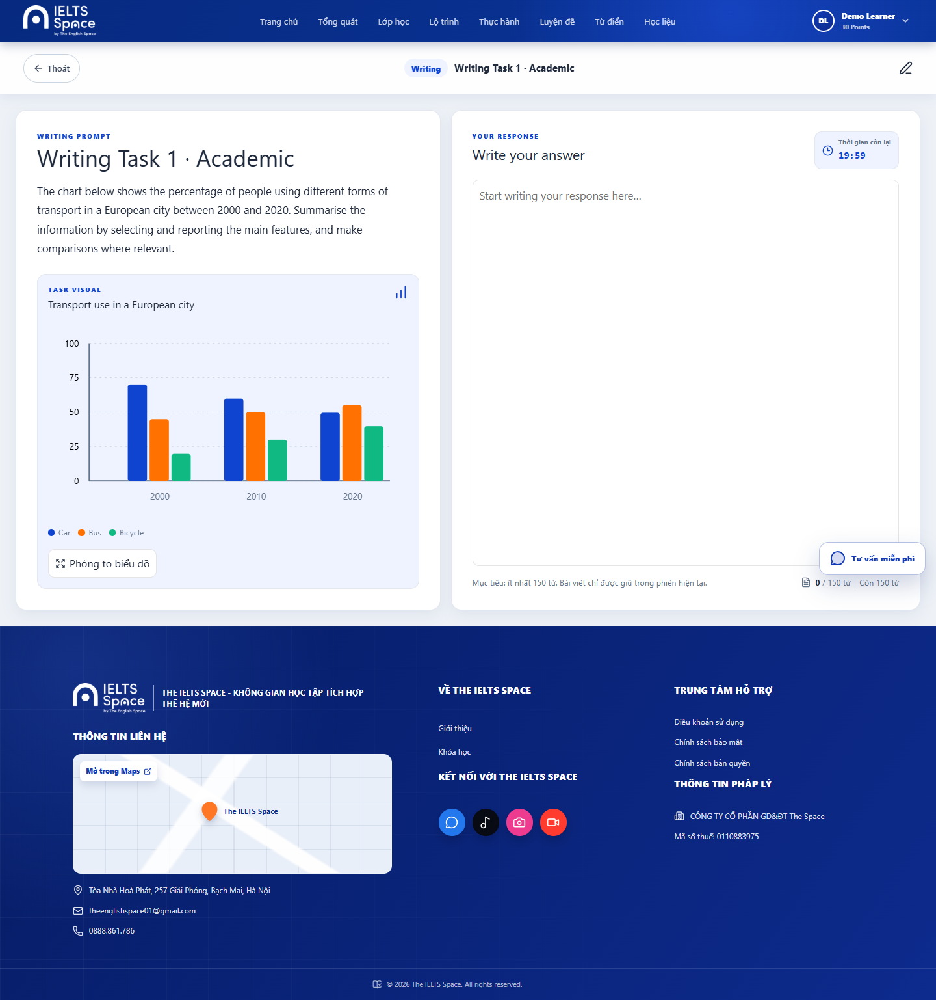 IELTS
Space
by The English Space
Trang chủ
Tổng quát
Lớp học
Lộ trình
Thực hành
Luyện đề
Từ điển
Học liệu
DL
Demo Learner
30 Points
Thoát
Writing
Writing Task 1 · Academic
WRITING PROMPT
Writing Task 1 · Academic
The chart below shows the percentage of people using different forms of
transport in a European city between 2000 and 2020. Summarise the
information by selecting and reporting the main features, and make
comparisons where relevant.
TASK VISUAL
Transport use in a European city
100
75
50
25
0
2000
2010
2020
Car
Bus
Bicycle
Phóng to biểu đồ
YOUR RESPONSE
Write your answer
Thời gian còn lại
19:59
Start writing your response here...
Tư vấn miễn phí
Mục tiêu: ít nhất 150 từ. Bài viết chỉ được giữ trong phiên hiện tại.
0 / 150 từ
Còn 150 từ
IELTS
Space
by The English Space
THE IELTS SPACE - KHÔNG GIAN HỌC TẬP TÍCH HỢP
THẾ HỆ MỚI
THÔNG TIN LIÊN HỆ
Mở trong Maps
The IELTS Space
Tòa Nhà Hoà Phát, 257 Giải Phóng, Bạch Mai, Hà Nội
theenglishspace01@gmail.com
0888.861.786
VỀ THE IELTS SPACE
Giới thiệu
Khóa học
KẾT NỐI VỚI THE IELTS SPACE
TRUNG TÂM HỖ TRỢ
Điều khoản sử dụng
Chính sách bảo mật
Chính sách bản quyền
THÔNG TIN PHÁP LÝ
CÔNG TY CỔ PHẦN GD&ĐT The Space
Mã số thuế: 0110883975
© 2026 The IELTS Space. All rights reserved.